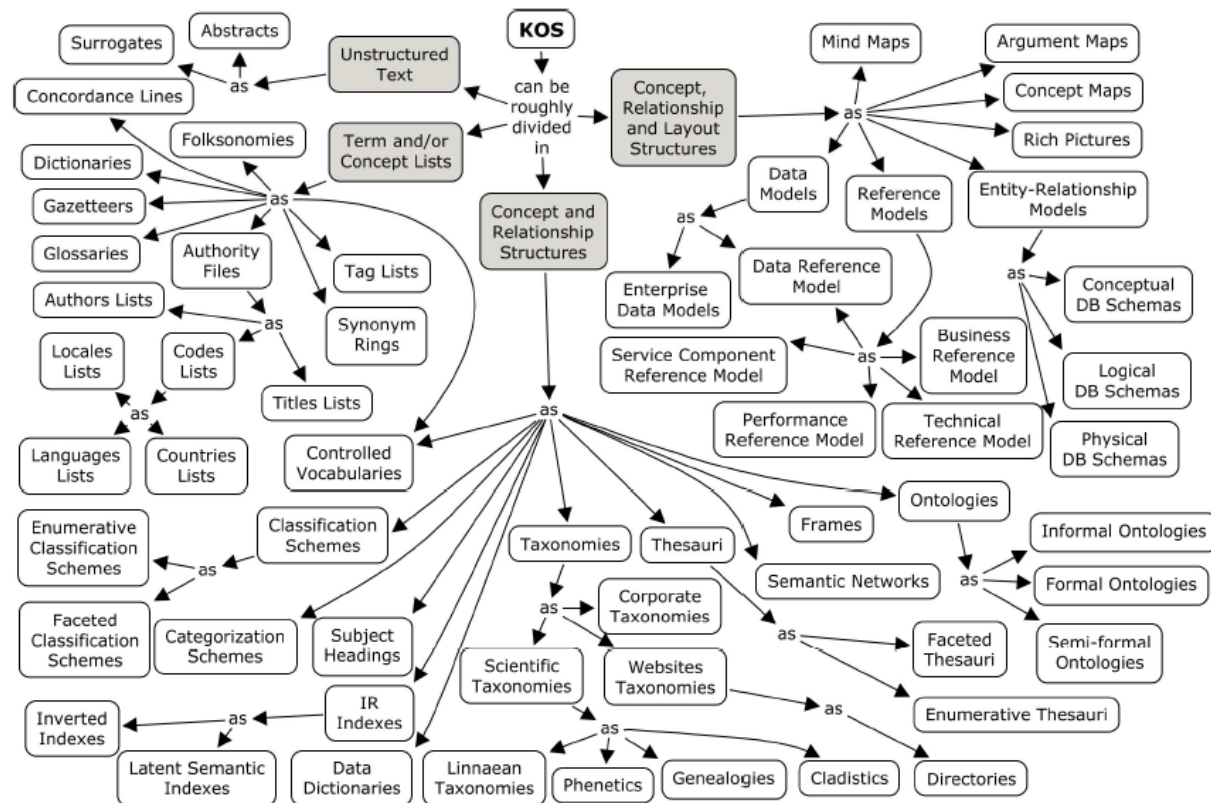 KOS
can be
roughly
divided
in
Unstructured
Text
as
Surrogates
Abstracts
Term and/or
Concept Lists
as
Concordance Lines
Folksonomies
Dictionaries
Gazetteers
Glossaries
Authority
Files
Tag Lists
Synonym
Rings
Authors Lists
as
Codes
Lists
Titles Lists
Locales
Lists
as
Languages
Lists
Countries
Lists
Controlled
Vocabularies
Concept,
Relationship
and Layout
Structures
as
Mind Maps
Argument Maps
Concept Maps
Rich Pictures
Data
Models
Reference
Models
Entity-Relationship
Models
as
Enterprise
Data Models
Data Reference
Model
as
Service Component
Reference Model
Business
Reference
Model
Performance
Reference Model
Technical
Reference Model
as
Conceptual
DB Schemas
Logical
DB Schemas
Physical
DB Schemas
Concept and
Relationship
Structures
as
Classification
Schemes
as
Enumerative
Classification
Schemes
Faceted
Classification
Schemes
Categorization
Schemes
Subject
Headings
IR
Indexes
as
Inverted
Indexes
Latent Semantic
Indexes
Data
Dictionaries
Taxonomies
as
Corporate
Taxonomies
Scientific
Taxonomies
Websites
Taxonomies
as
Linnaean
Taxonomies
Phenetics
Genealogies
Cladistics
as
Directories
Thesauri
as
Faceted
Thesauri
Enumerative Thesauri
Semantic Networks
Frames
Ontologies
as
Informal Ontologies
Formal Ontologies
Semi-formal
Ontologies